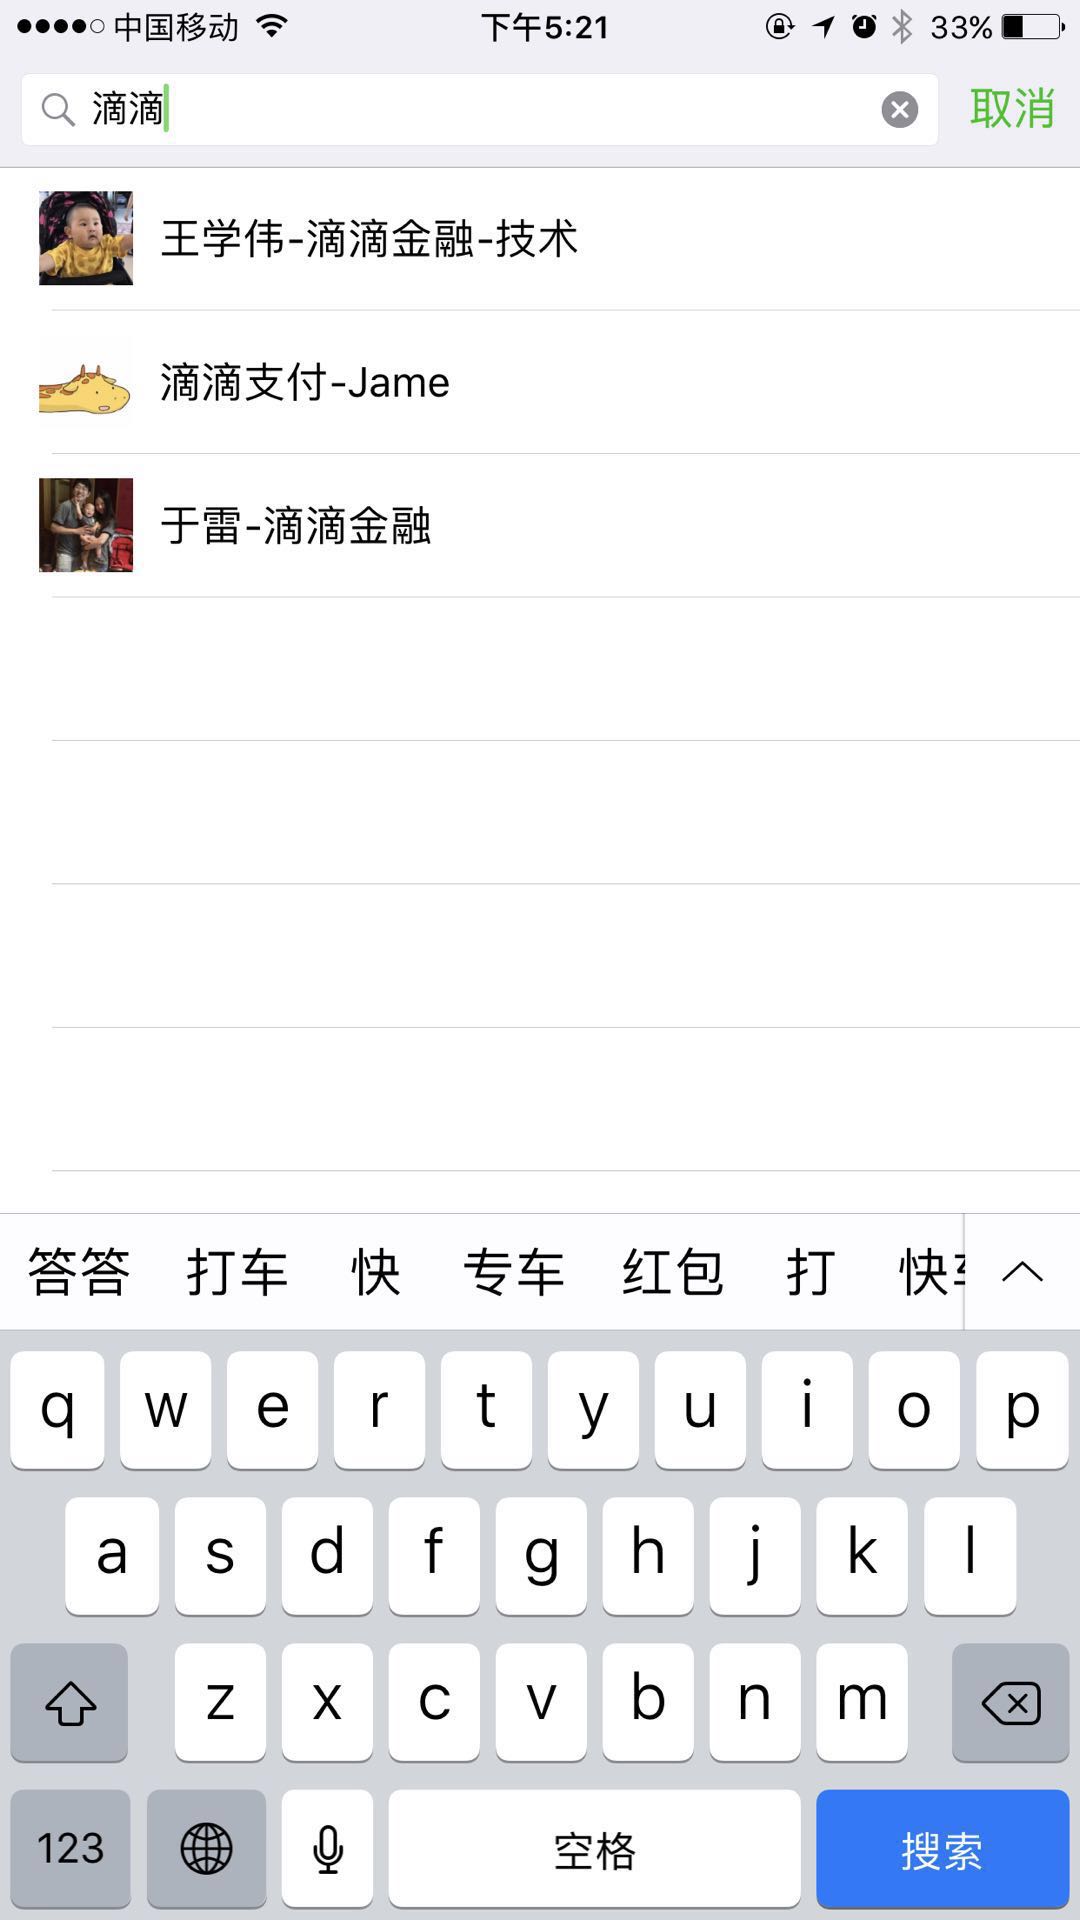 中国移动 下午5:21 33%
滴滴 取消
王学伟-滴滴金融-技术
滴滴支付-Jame
于雷-滴滴金融
答答 打车 快 专车 红包 打 快车
q w e r t y u i o p
a s d f g h j k l
z x c v b n m
123 空格 搜索